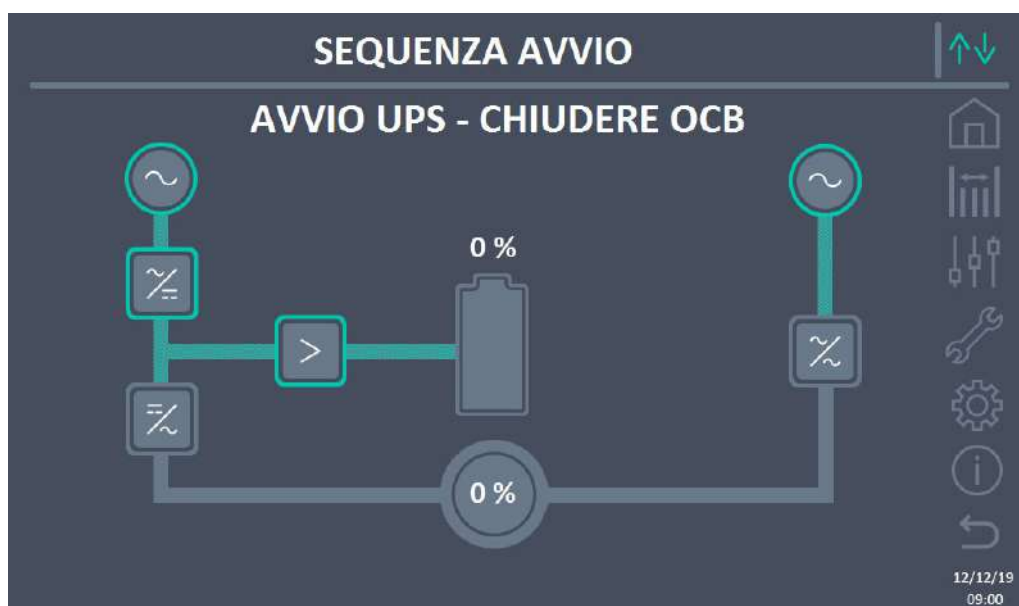 SEQUENZA AVVIO
AVVIO UPS - CHIUDERE OCB
0 %
0 %
12/12/19
09:00